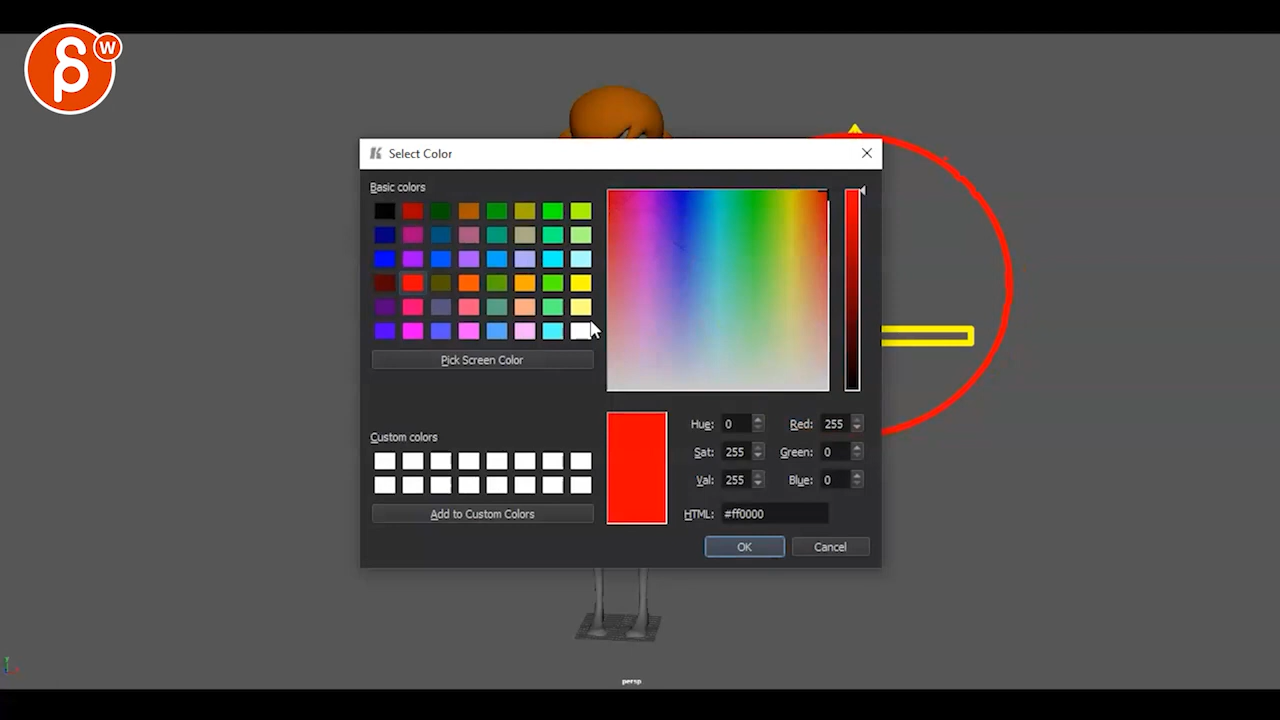 W
Select Color
Basic colors
Pick Screen Color
Custom colors
Add to Custom Colors
Hue: 0
Red: 255
Sat: 255
Green: 0
Val: 255
Blue: 0
HTML: #ff0000
OK
Cancel
persp